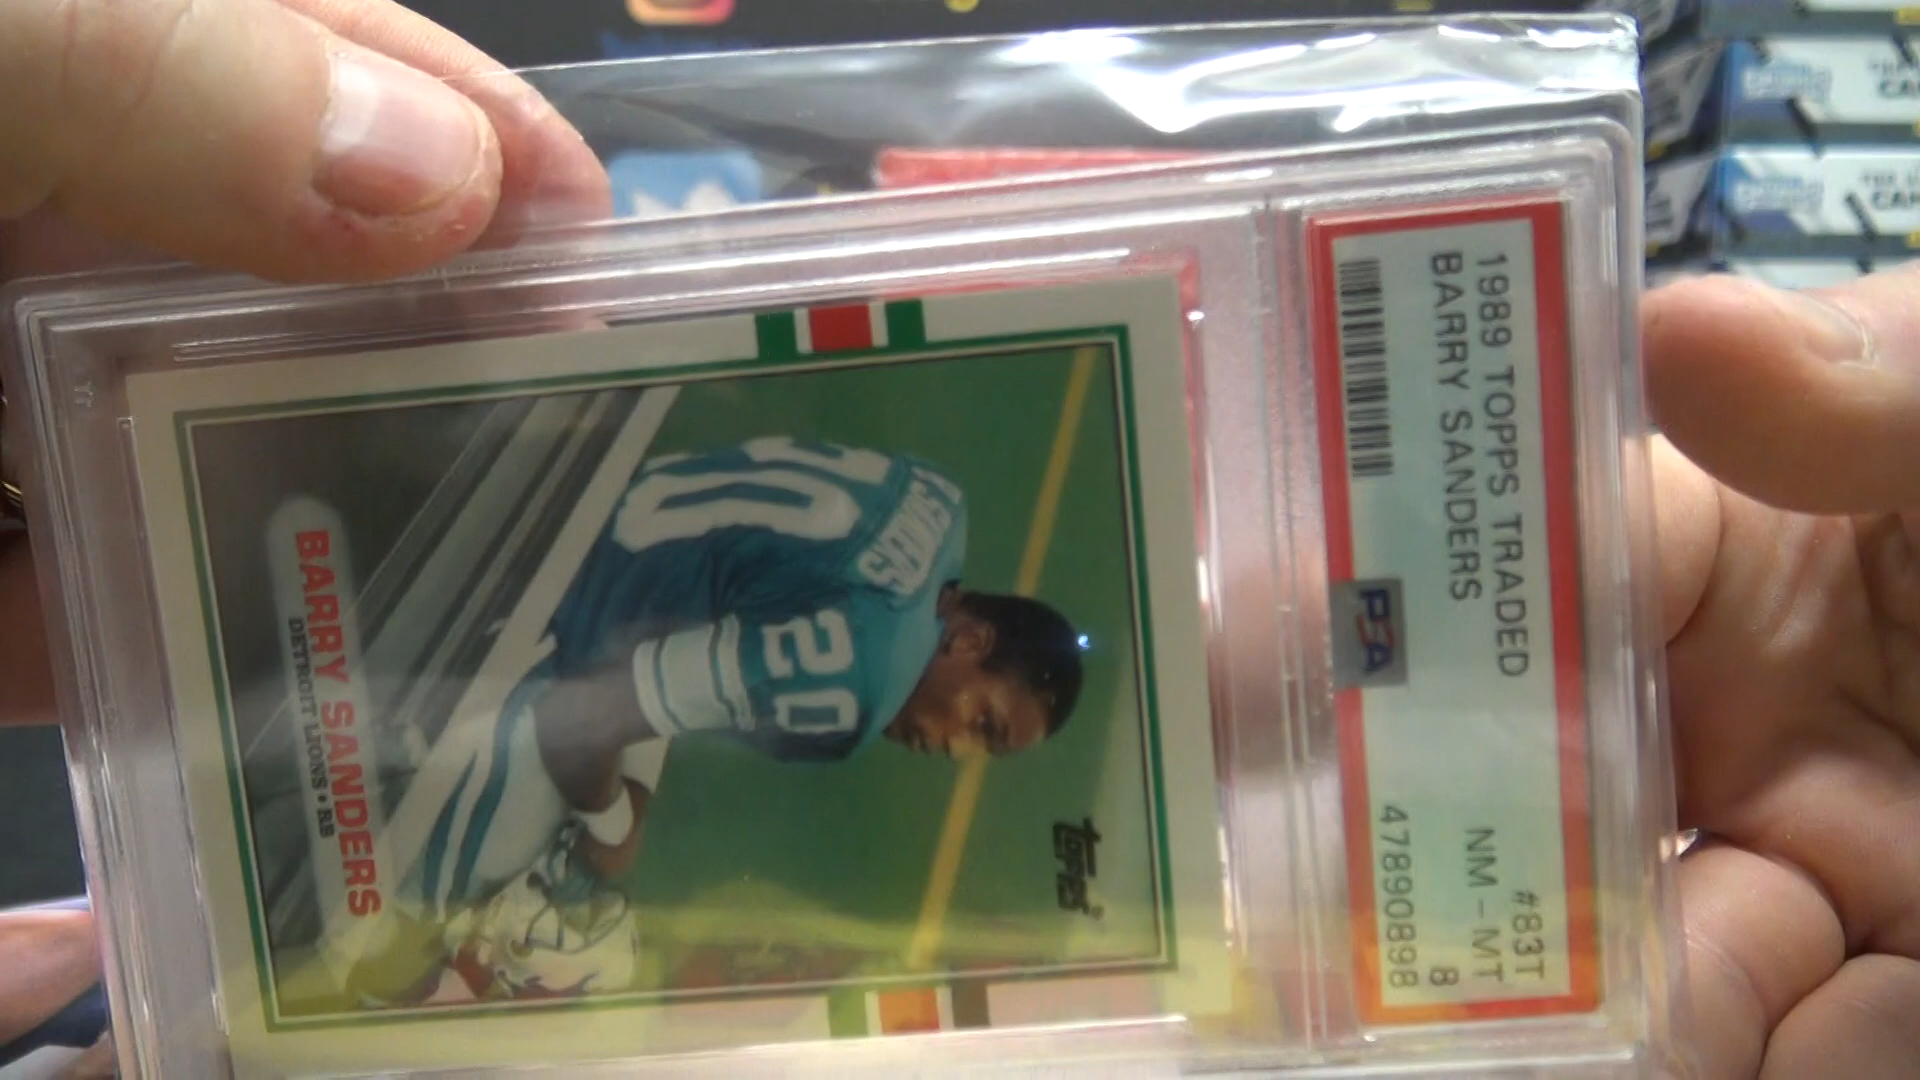 1989 TOPPS TRADED #83T
BARRY SANDERS NM - MT
8
PSA
47890898
topps
SANDERS
20
20
BARRY SANDERS
DETROIT LIONS • RB